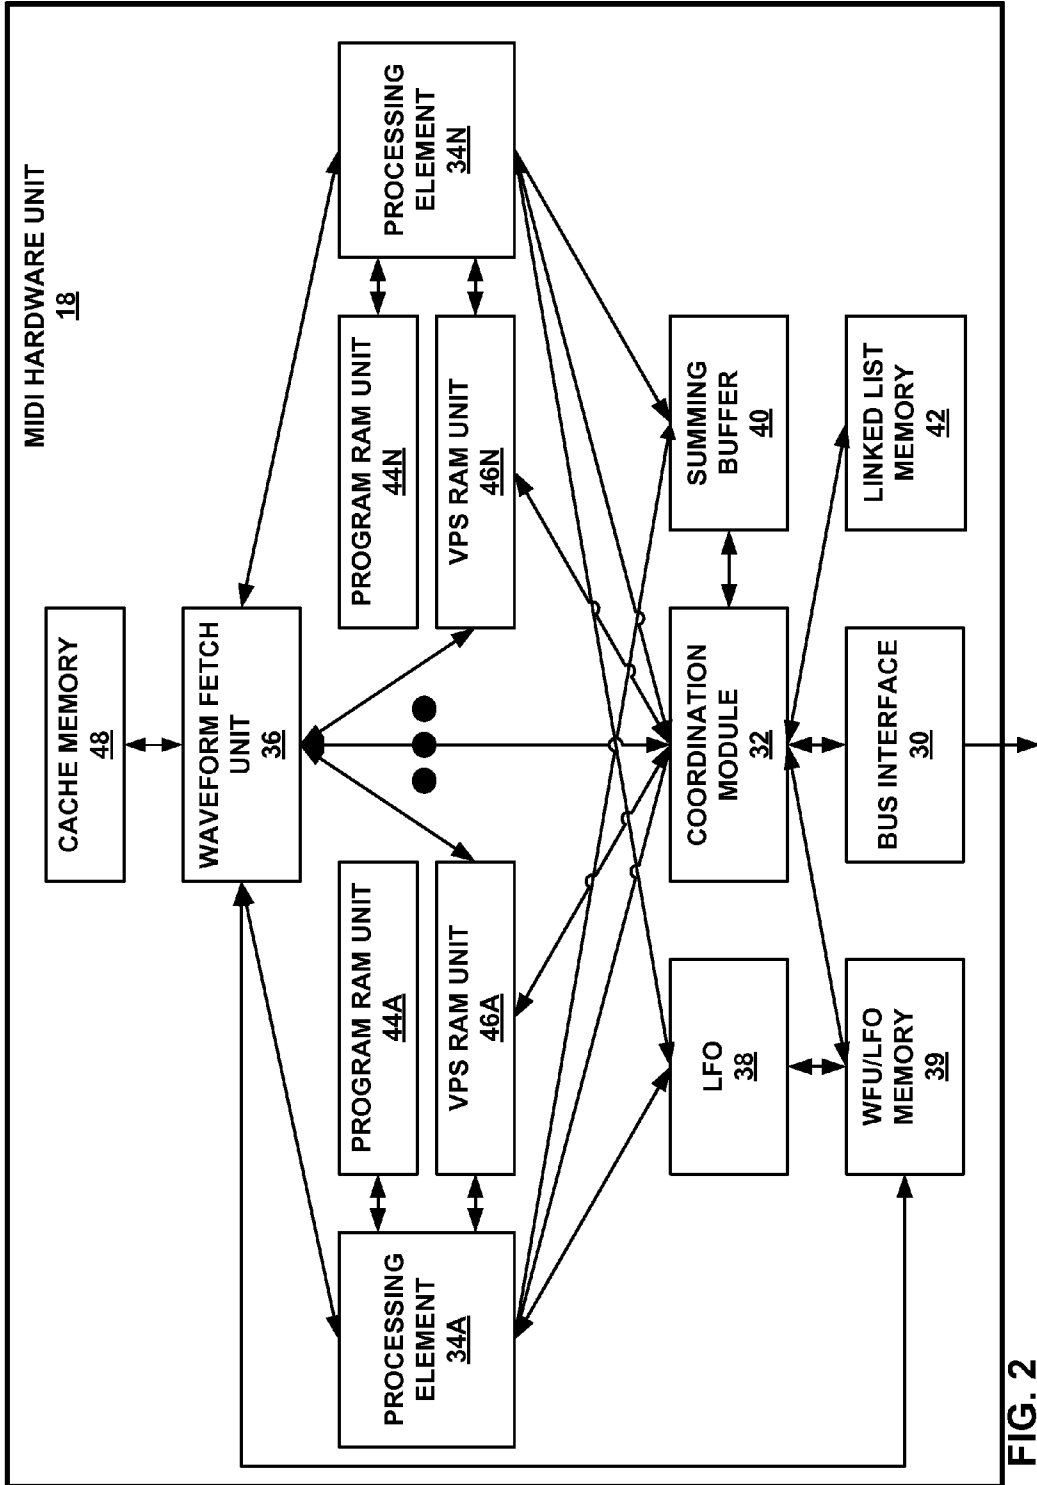 MIDI HARDWARE UNIT
18
CACHE MEMORY
48
WAVEFORM FETCH
UNIT
36
PROCESSING
ELEMENT
34A
PROGRAM RAM UNIT
44A
VPS RAM UNIT
46A
PROGRAM RAM UNIT
44N
VPS RAM UNIT
46N
PROCESSING
ELEMENT
34N
LFO
38
COORDINATION
MODULE
32
SUMMING
BUFFER
40
WFU/LFO
MEMORY
39
BUS INTERFACE
30
LINKED LIST
MEMORY
42
FIG. 2